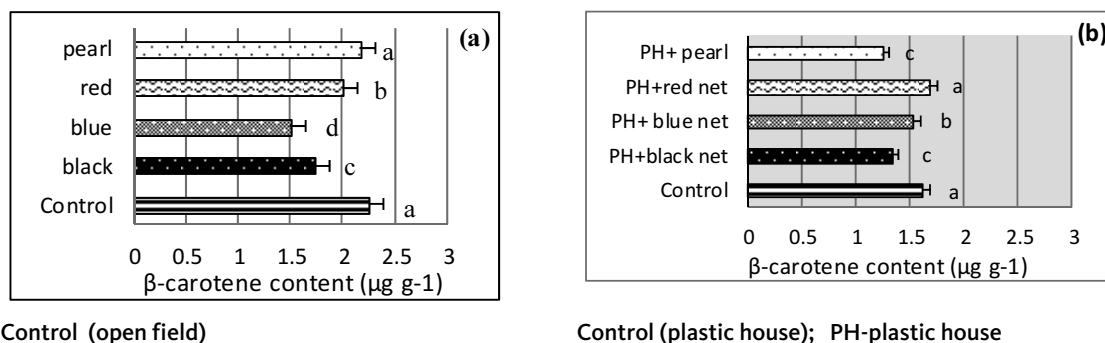 (a)
pearl
a
red
b
blue
d
black
c
Control
a
0 0.5 1 1.5 2 2.5 3
β-carotene content (µg g-1)
Control (open field)
(b)
PH+ pearl
c
PH+red net
a
PH+ blue net
b
PH+black net
c
Control
a
0 0.5 1 1.5 2 2.5 3
β-carotene content (µg g-1)
Control (plastic house); PH-plastic house